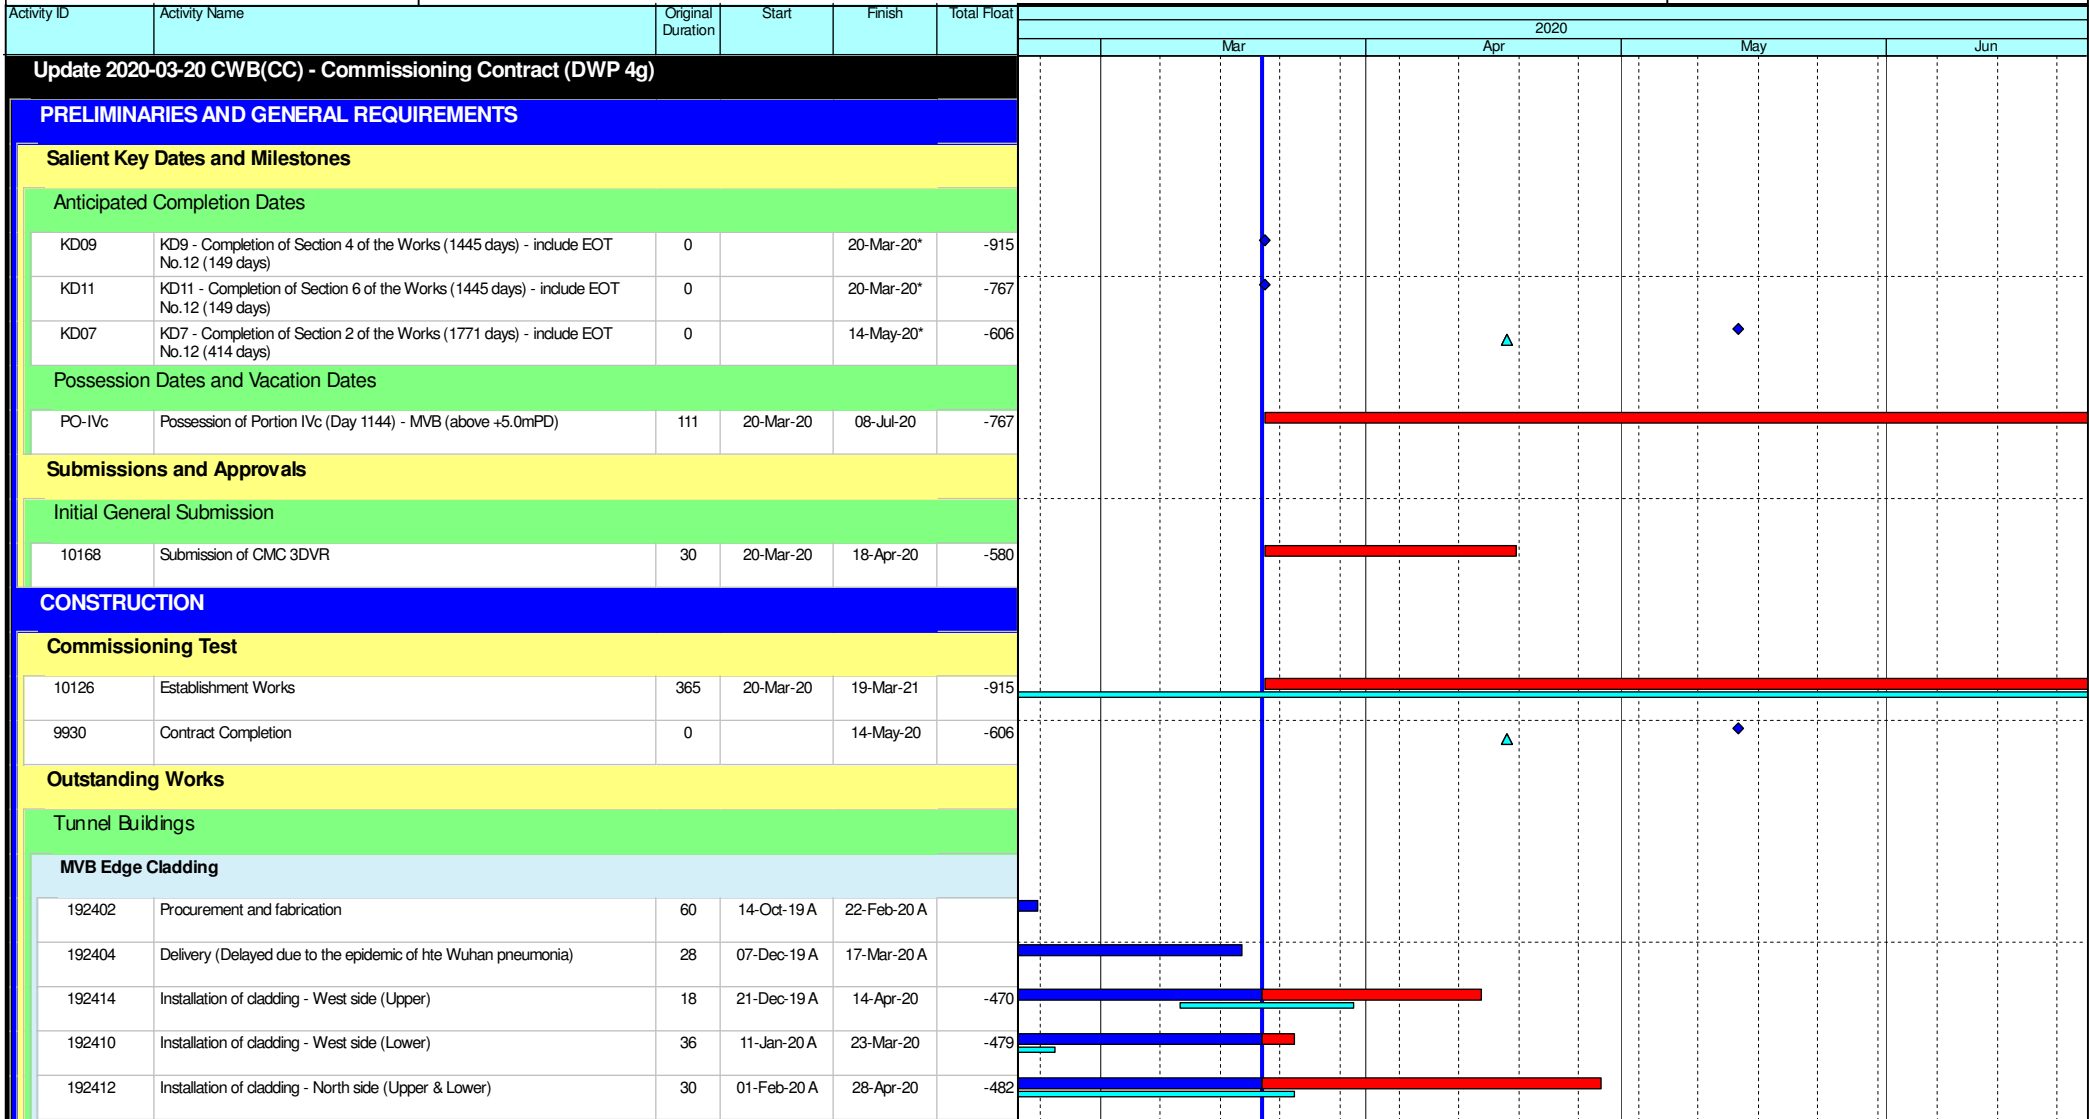 Activity ID Activity Name Original Duration Start Finish Total Float
2020
Mar Apr May Jun
Update 2020-03-20 CWB(CC) - Commissioning Contract (DWP 4g)
PRELIMINARIES AND GENERAL REQUIREMENTS
Salient Key Dates and Milestones
Anticipated Completion Dates
KD09 KD9 - Completion of Section 4 of the Works (1445 days) - include EOT 0 20-Mar-20* -915
No.12 (149 days)
KD11 KD11 - Completion of Section 6 of the Works (1445 days) - include EOT 0 20-Mar-20* -767
No.12 (149 days)
KD07 KD7 - Completion of Section 2 of the Works (1771 days) - include EOT 0 14-May-20* -606
No.12 (414 days)
Possession Dates and Vacation Dates
PO-IVc Possession of Portion IVc (Day 1144) - MVB (above +5.0mPD) 111 20-Mar-20 08-Jul-20 -767
Submissions and Approvals
Initial General Submission
10168 Submission of CMC 3DVR 30 20-Mar-20 18-Apr-20 -580
CONSTRUCTION
Commissioning Test
10126 Establishment Works 365 20-Mar-20 19-Mar-21 -915
9930 Contract Completion 0 14-May-20 -606
Outstanding Works
Tunnel Buildings
MVB Edge Cladding
192402 Procurement and fabrication 60 14-Oct-19 A 22-Feb-20 A
192404 Delivery (Delayed due to the epidemic of hte Wuhan pneumonia) 28 07-Dec-19 A 17-Mar-20 A
192414 Installation of cladding - West side (Upper) 18 21-Dec-19 A 14-Apr-20 -470
192410 Installation of cladding - West side (Lower) 36 11-Jan-20 A 23-Mar-20 -479
192412 Installation of cladding - North side (Upper & Lower) 30 01-Feb-20 A 28-Apr-20 -482